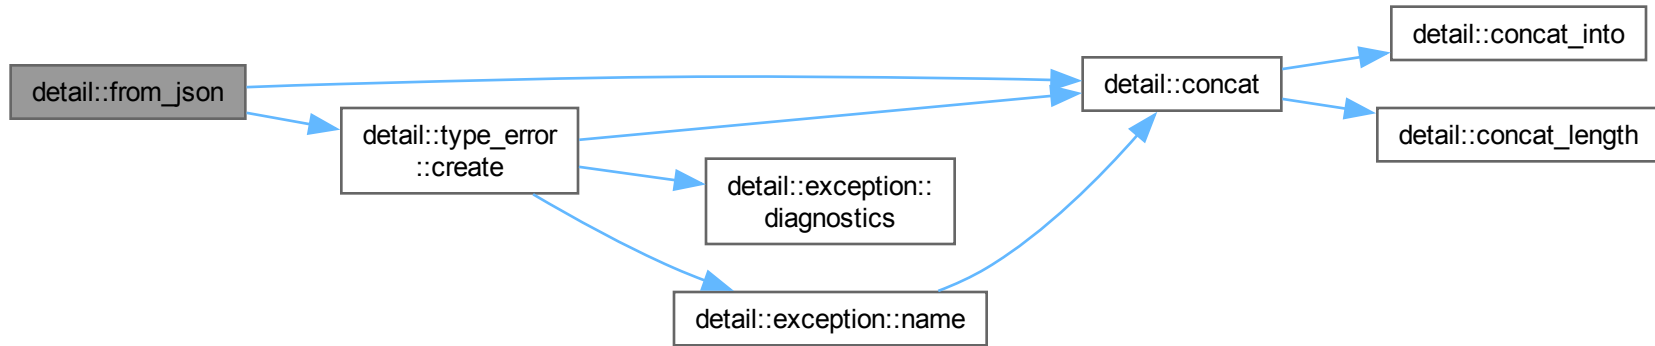 detail::from_json
detail::type_error
::create
detail::exception::
diagnostics
detail::exception::name
detail::concat
detail::concat_into
detail::concat_length